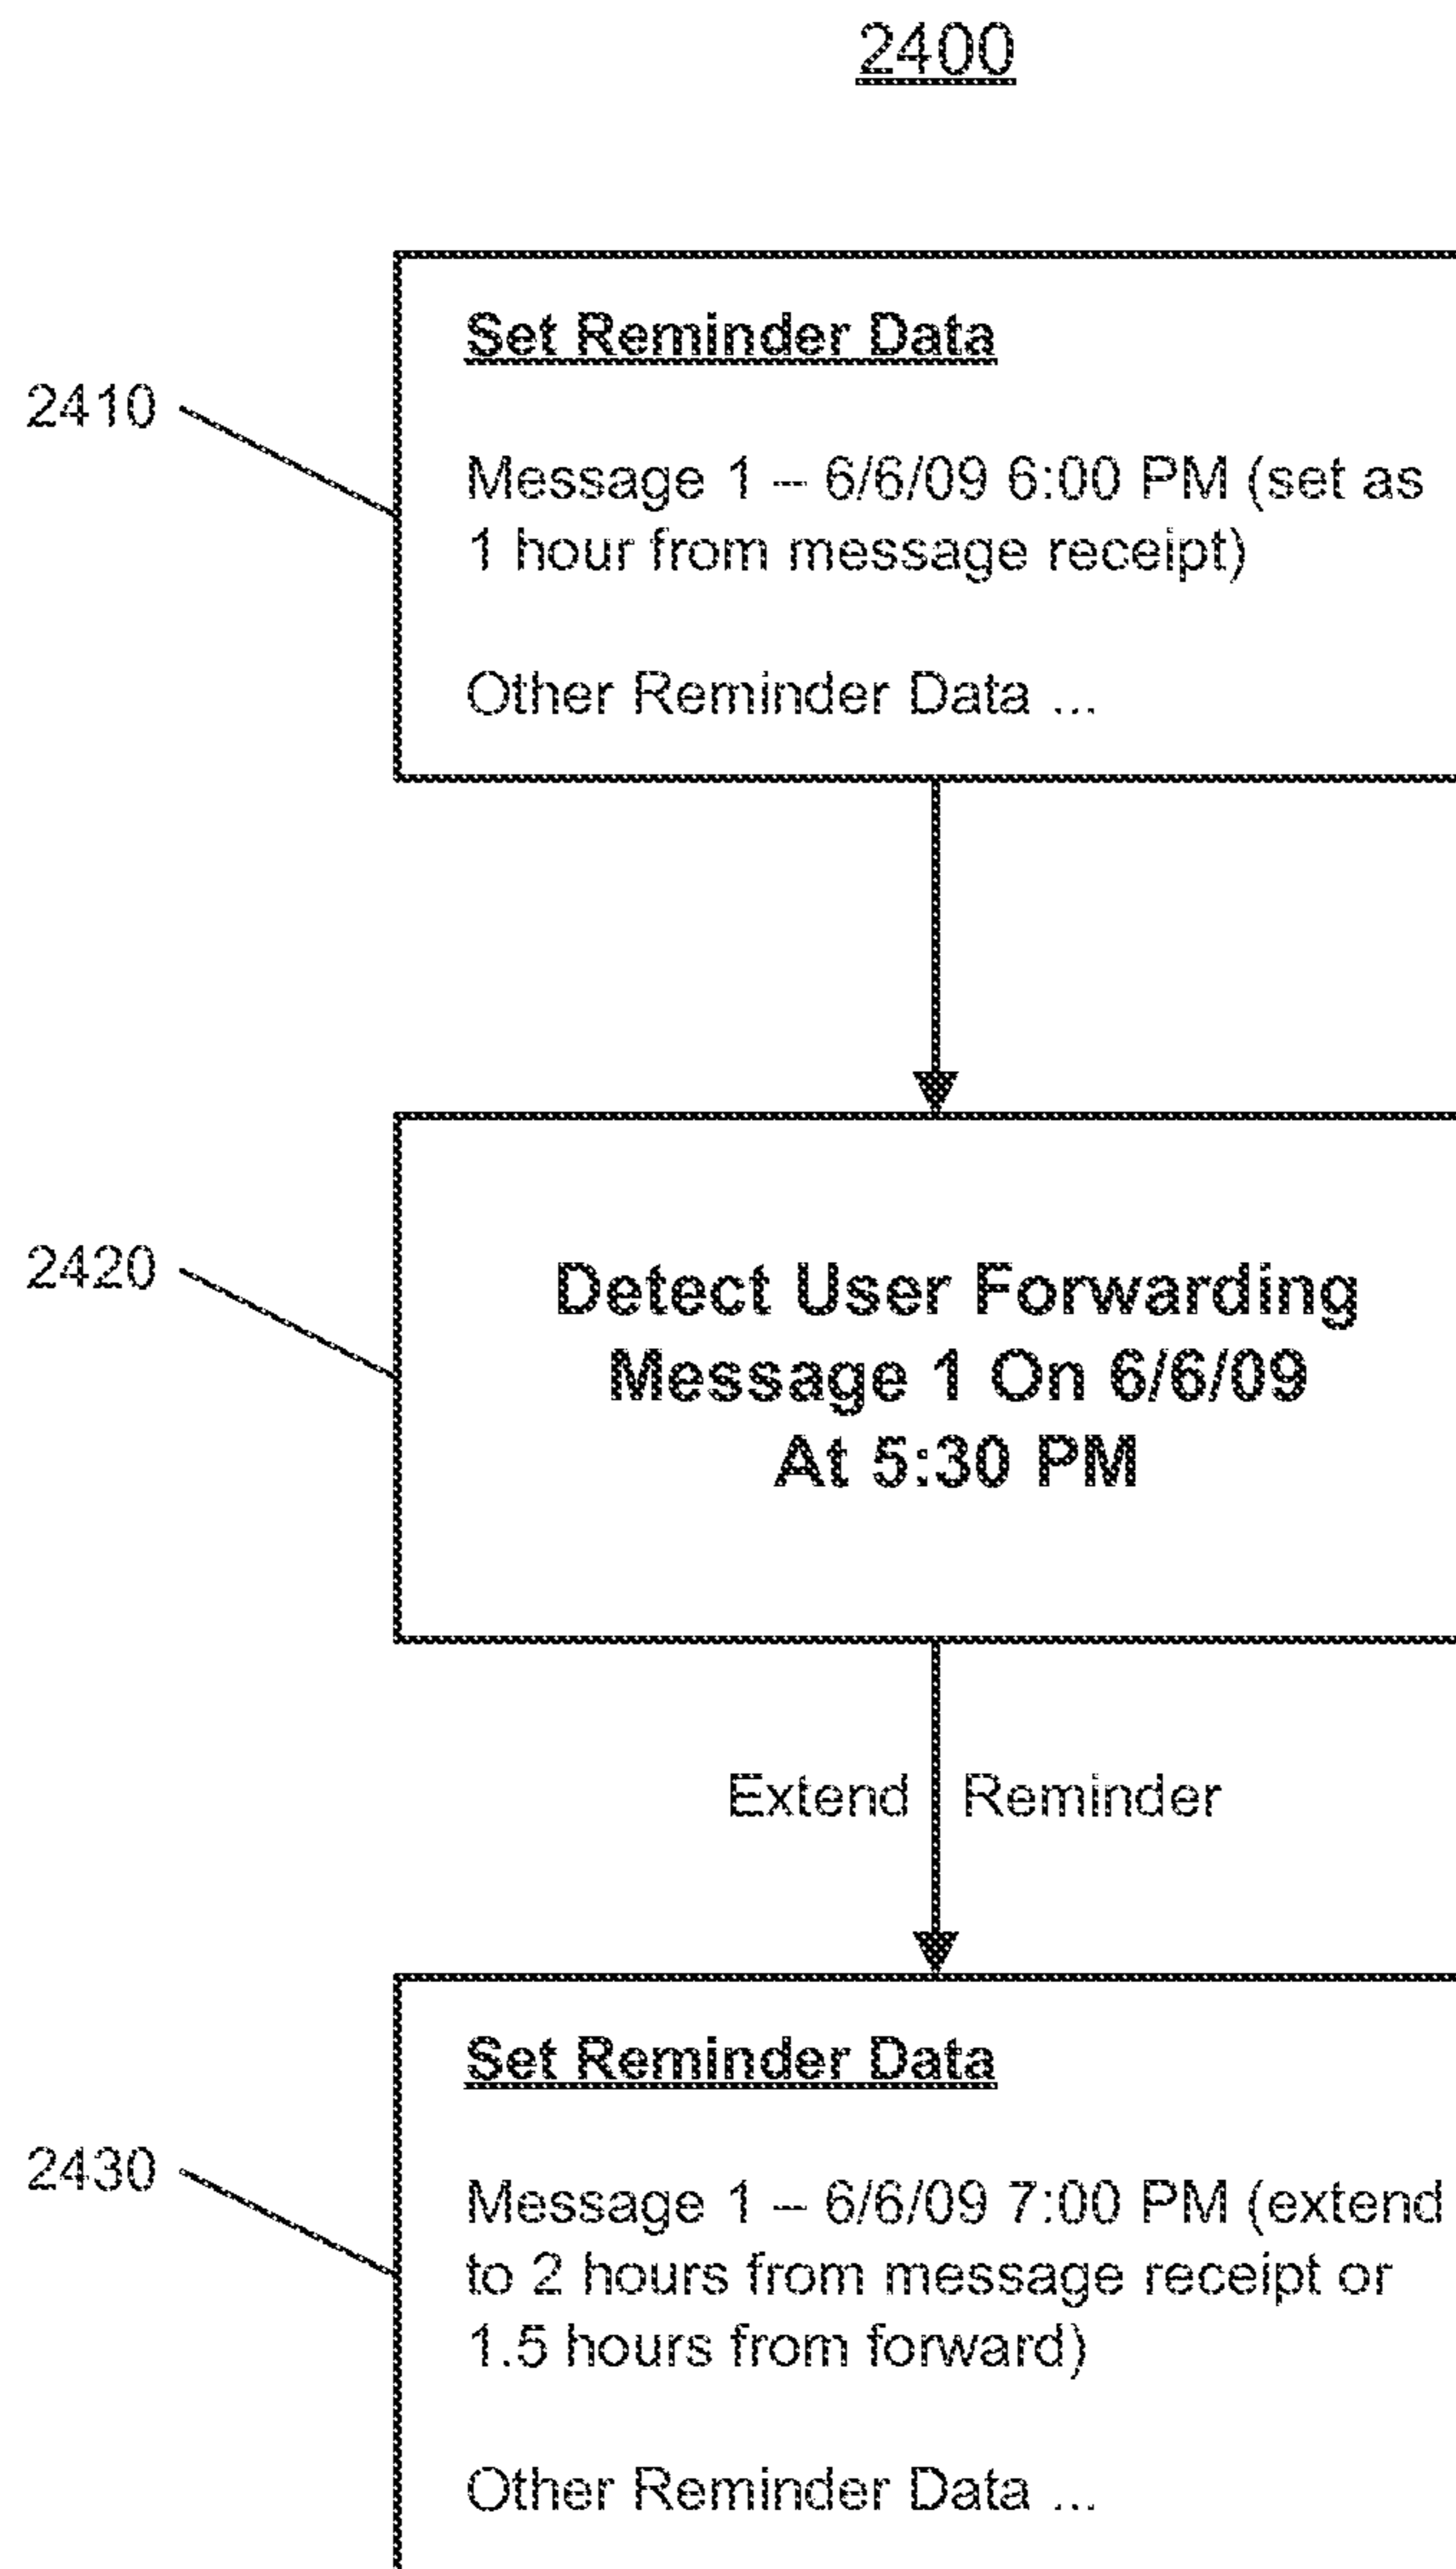 2400
Set Reminder Data
2410
Message 1 – 6/6/09 6:00 PM (set as
1 hour from message receipt)
Other Reminder Data ...
2420
Detect User Forwarding
Message 1 On 6/6/09
At 5:30 PM
Extend Reminder
Set Reminder Data
2430
Message 1 – 6/6/09 7:00 PM (extend
to 2 hours from message receipt or
1.5 hours from forward)
Other Reminder Data ...